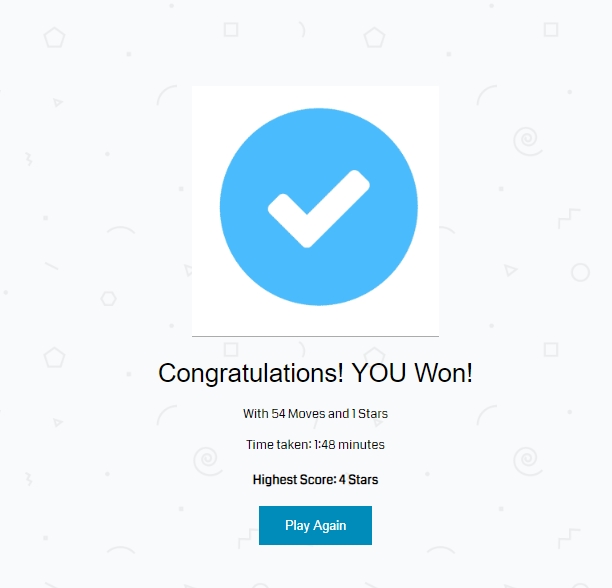 Congratulations! YOU Won!
With 54 Moves and 1 Stars
Time taken: 1:48 minutes
Highest Score: 4 Stars
Play Again